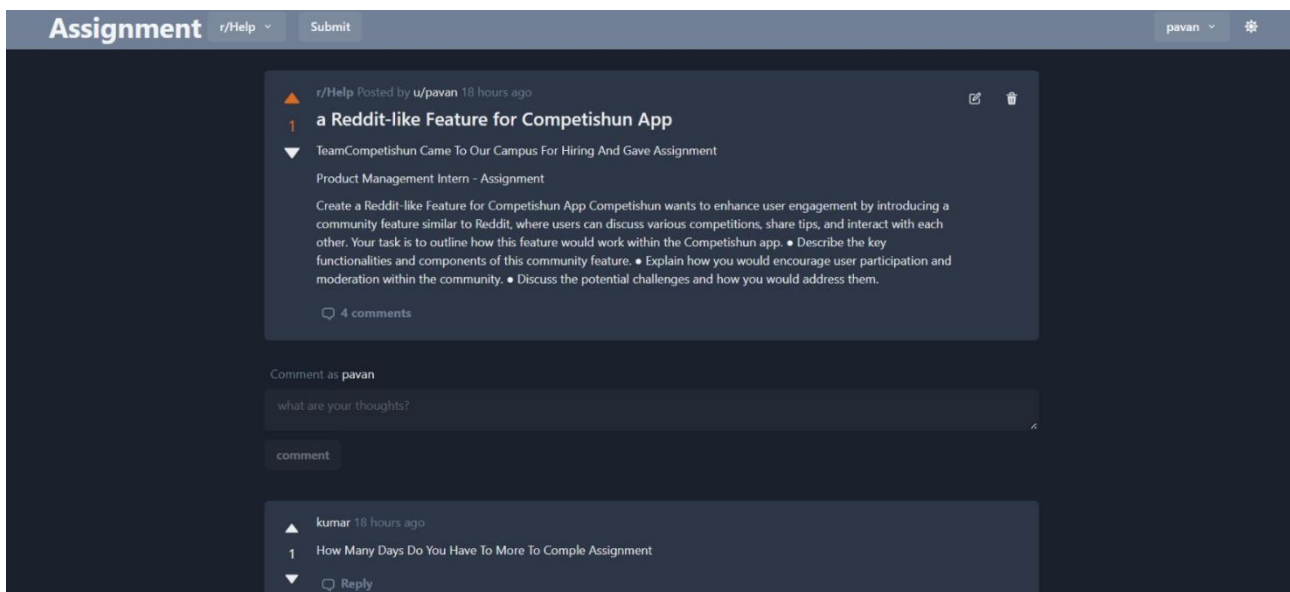 Assignment r/Help Submit pavan
r/Help Posted by u/pavan 18 hours ago
1
a Reddit-like Feature for Competishun App
TeamCompetishun Came To Our Campus For Hiring And Gave Assignment
Product Management Intern - Assignment
Create a Reddit-like Feature for Competishun App Competishun wants to enhance user engagement by introducing a
community feature similar to Reddit, where users can discuss various competitions, share tips, and interact with each
other. Your task is to outline how this feature would work within the Competishun app. ● Describe the key
functionalities and components of this community feature. ● Explain how you would encourage user participation and
moderation within the community. ● Discuss the potential challenges and how you would address them.
4 comments
Comment as pavan
what are your thoughts?
comment
kumar 18 hours ago
1 How Many Days Do You Have To More To Comple Assignment
Reply